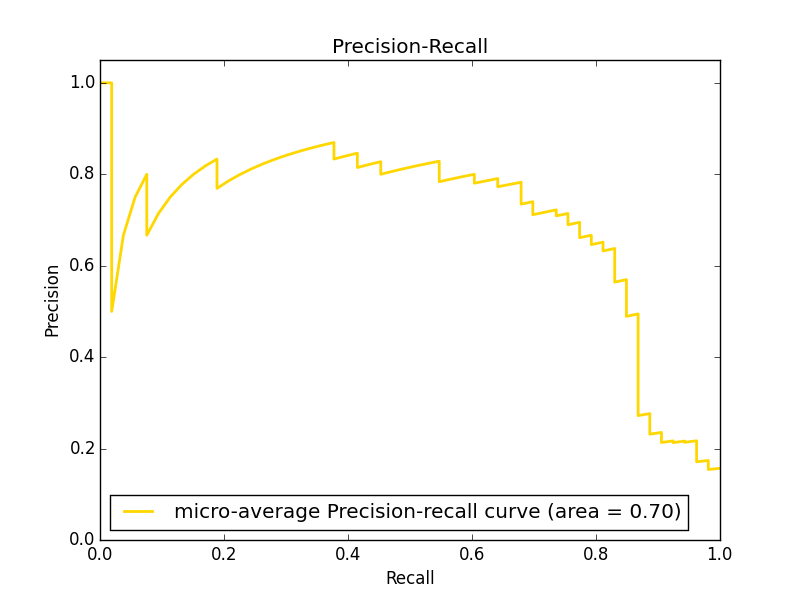 Precision-Recall
1.0
0.8
0.6
0.4
0.2
0.0
Precision
micro-average Precision-recall curve (area = 0.70)
0.0 0.2 0.4 0.6 0.8 1.0
Recall